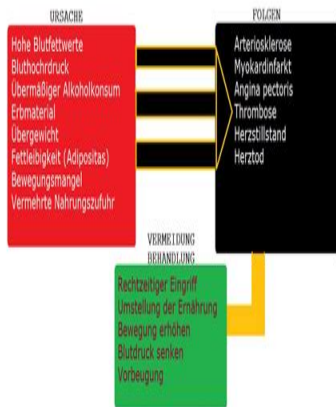 URSACHE
Hohe Blutfettwerte
Bluthochdruck
Übermäßiger Alkoholkonsum
Erbmaterial
Übergewicht
Fettleibigkeit (Adipositas)
Bewegungsmangel
Vermehrte Nahrungszufuhr
FOLGEN
Arteriosklerose
Myokardinfarkt
Angina pectoris
Thrombose
Herzstillstand
Herztod
VERMEIDUNG
BEHANDLUNG
Rechtzeitiger Eingriff
Umstellung der Ernährung
Bewegung erhöhen
Blutdruck senken
Vorbeugung